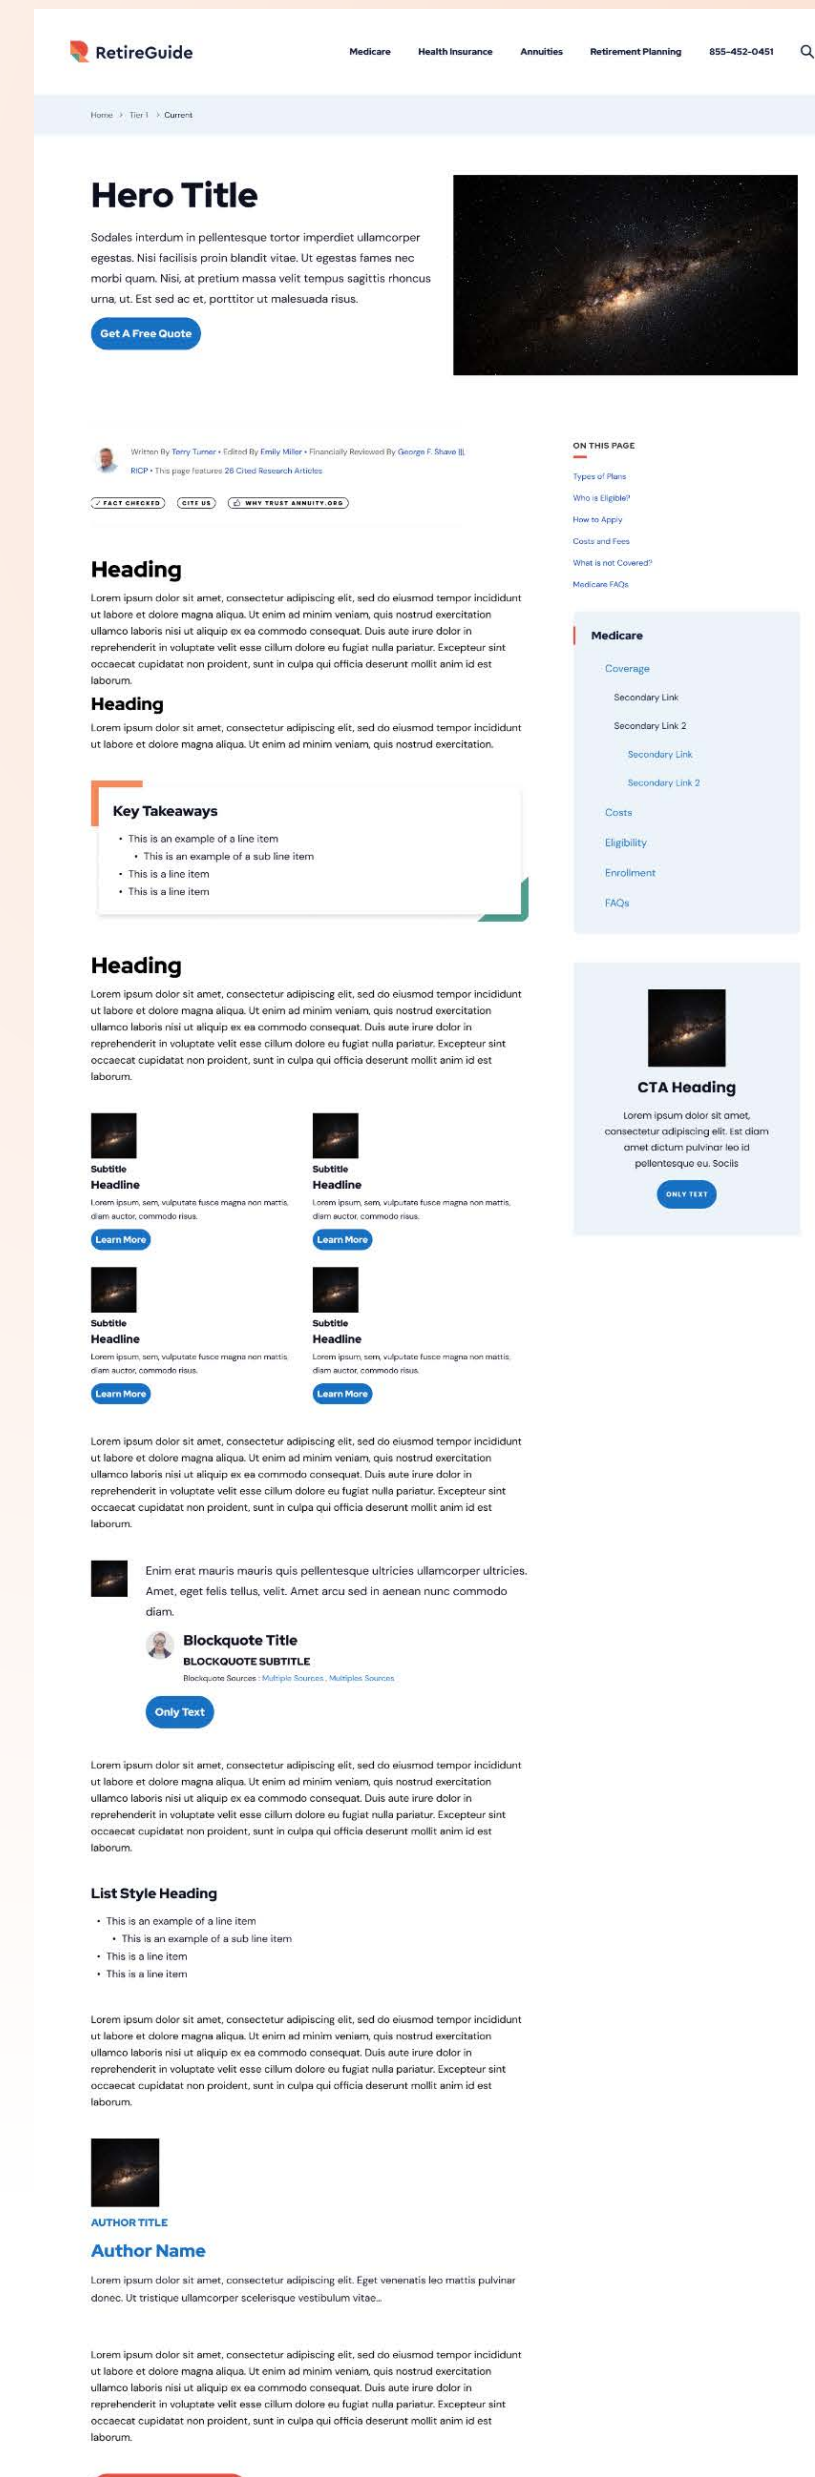 RetireGuide
Medicare Health Insurance Annuities Retirement Planning 855-452-0451
Home > Tier 1 > Current
Hero Title
Sodales interdum in pellentesque tortor imperdiet ullamcorper
egestas. Nisi facilisis proin blandit vitae. Ut egestas fames nec
morbi quam. Nisi, at pretium massa velit tempus sagittis rhoncus
urna, ut. Est sed ac et, porttitor ut malesuada risus.
Get A Free Quote
Written By Terry Turner • Edited By Emily Miller • Financially Reviewed By George F. Shave III,
RICP • This page features 26 Cited Research Articles
FACT CHECKED CITE US WHY TRUST ANNUITY.ORG
Heading
Lorem ipsum dolor sit amet, consectetur adipiscing elit, sed do eiusmod tempor incididunt
ut labore et dolore magna aliqua. Ut enim ad minim veniam, quis nostrud exercitation
ullamco laboris nisi ut aliquip ex ea commodo consequat. Duis aute irure dolor in
reprehenderit in voluptate velit esse cillum dolore eu fugiat nulla pariatur. Excepteur sint
occaecat cupidatat non proident, sunt in culpa qui officia deserunt mollit anim id est
laborum.
Heading
Lorem ipsum dolor sit amet, consectetur adipiscing elit, sed do eiusmod tempor incididunt
ut labore et dolore magna aliqua. Ut enim ad minim veniam, quis nostrud exercitation.
Key Takeaways
• This is an example of a line item
• This is an example of a sub line item
• This is a line item
• This is a line item
Heading
Lorem ipsum dolor sit amet, consectetur adipiscing elit, sed do eiusmod tempor incididunt
ut labore et dolore magna aliqua. Ut enim ad minim veniam, quis nostrud exercitation
ullamco laboris nisi ut aliquip ex ea commodo consequat. Duis aute irure dolor in
reprehenderit in voluptate velit esse cillum dolore eu fugiat nulla pariatur. Excepteur sint
occaecat cupidatat non proident, sunt in culpa qui officia deserunt mollit anim id est
laborum.
Subtitle
Headline
Lorem ipsum, sem, vulputate fusce magna non mattis,
diam auctor, commodo risus.
Learn More
Subtitle
Headline
Lorem ipsum, sem, vulputate fusce magna non mattis,
diam auctor, commodo risus.
Learn More
Subtitle
Headline
Lorem ipsum, sem, vulputate fusce magna non mattis,
diam auctor, commodo risus.
Learn More
Subtitle
Headline
Lorem ipsum, sem, vulputate fusce magna non mattis,
diam auctor, commodo risus.
Learn More
Lorem ipsum dolor sit amet, consectetur adipiscing elit, sed do eiusmod tempor incididunt
ut labore et dolore magna aliqua. Ut enim ad minim veniam, quis nostrud exercitation
ullamco laboris nisi ut aliquip ex ea commodo consequat. Duis aute irure dolor in
reprehenderit in voluptate velit esse cillum dolore eu fugiat nulla pariatur. Excepteur sint
occaecat cupidatat non proident, sunt in culpa qui officia deserunt mollit anim id est
laborum.
Enim erat mauris mauris quis pellentesque ultricies ullamcorper ultricies.
Amet, eget felis tellus, velit. Amet arcu sed in aenean nunc commodo
diam.
Blockquote Title
BLOCKQUOTE SUBTITLE
Blockquote Sources : Multiple Sources , Multiples Sources
Only Text
Lorem ipsum dolor sit amet, consectetur adipiscing elit, sed do eiusmod tempor incididunt
ut labore et dolore magna aliqua. Ut enim ad minim veniam, quis nostrud exercitation
ullamco laboris nisi ut aliquip ex ea commodo consequat. Duis aute irure dolor in
reprehenderit in voluptate velit esse cillum dolore eu fugiat nulla pariatur. Excepteur sint
occaecat cupidatat non proident, sunt in culpa qui officia deserunt mollit anim id est
laborum.
List Style Heading
• This is an example of a line item
• This is an example of a sub line item
• This is a line item
• This is a line item
Lorem ipsum dolor sit amet, consectetur adipiscing elit, sed do eiusmod tempor incididunt
ut labore et dolore magna aliqua. Ut enim ad minim veniam, quis nostrud exercitation
ullamco laboris nisi ut aliquip ex ea commodo consequat. Duis aute irure dolor in
reprehenderit in voluptate velit esse cillum dolore eu fugiat nulla pariatur. Excepteur sint
occaecat cupidatat non proident, sunt in culpa qui officia deserunt mollit anim id est
laborum.
AUTHOR TITLE
Author Name
Lorem ipsum dolor sit amet, consectetur adipiscing elit. Eget venenatis leo mattis pulvinar
donec. Ut tristique ullamcorper scelerisque vestibulum vitae...
Lorem ipsum dolor sit amet, consectetur adipiscing elit, sed do eiusmod tempor incididunt
ut labore et dolore magna aliqua. Ut enim ad minim veniam, quis nostrud exercitation
ullamco laboris nisi ut aliquip ex ea commodo consequat. Duis aute irure dolor in
reprehenderit in voluptate velit esse cillum dolore eu fugiat nulla pariatur. Excepteur sint
occaecat cupidatat non proident, sunt in culpa qui officia deserunt mollit anim id est
laborum.
ON THIS PAGE
Types of Plans
Who is Eligible?
How to Apply
Costs and Fees
What is not Covered?
Medicare FAQs
Medicare
Coverage
Secondary Link
Secondary Link 2
Secondary Link
Secondary Link 2
Costs
Eligibility
Enrollment
FAQs
CTA Heading
Lorem ipsum dolor sit amet,
consectetur adipiscing elit. Est diam
amet dictum pulvinar leo id
pellentesque eu. Sociis
ONLY TEXT